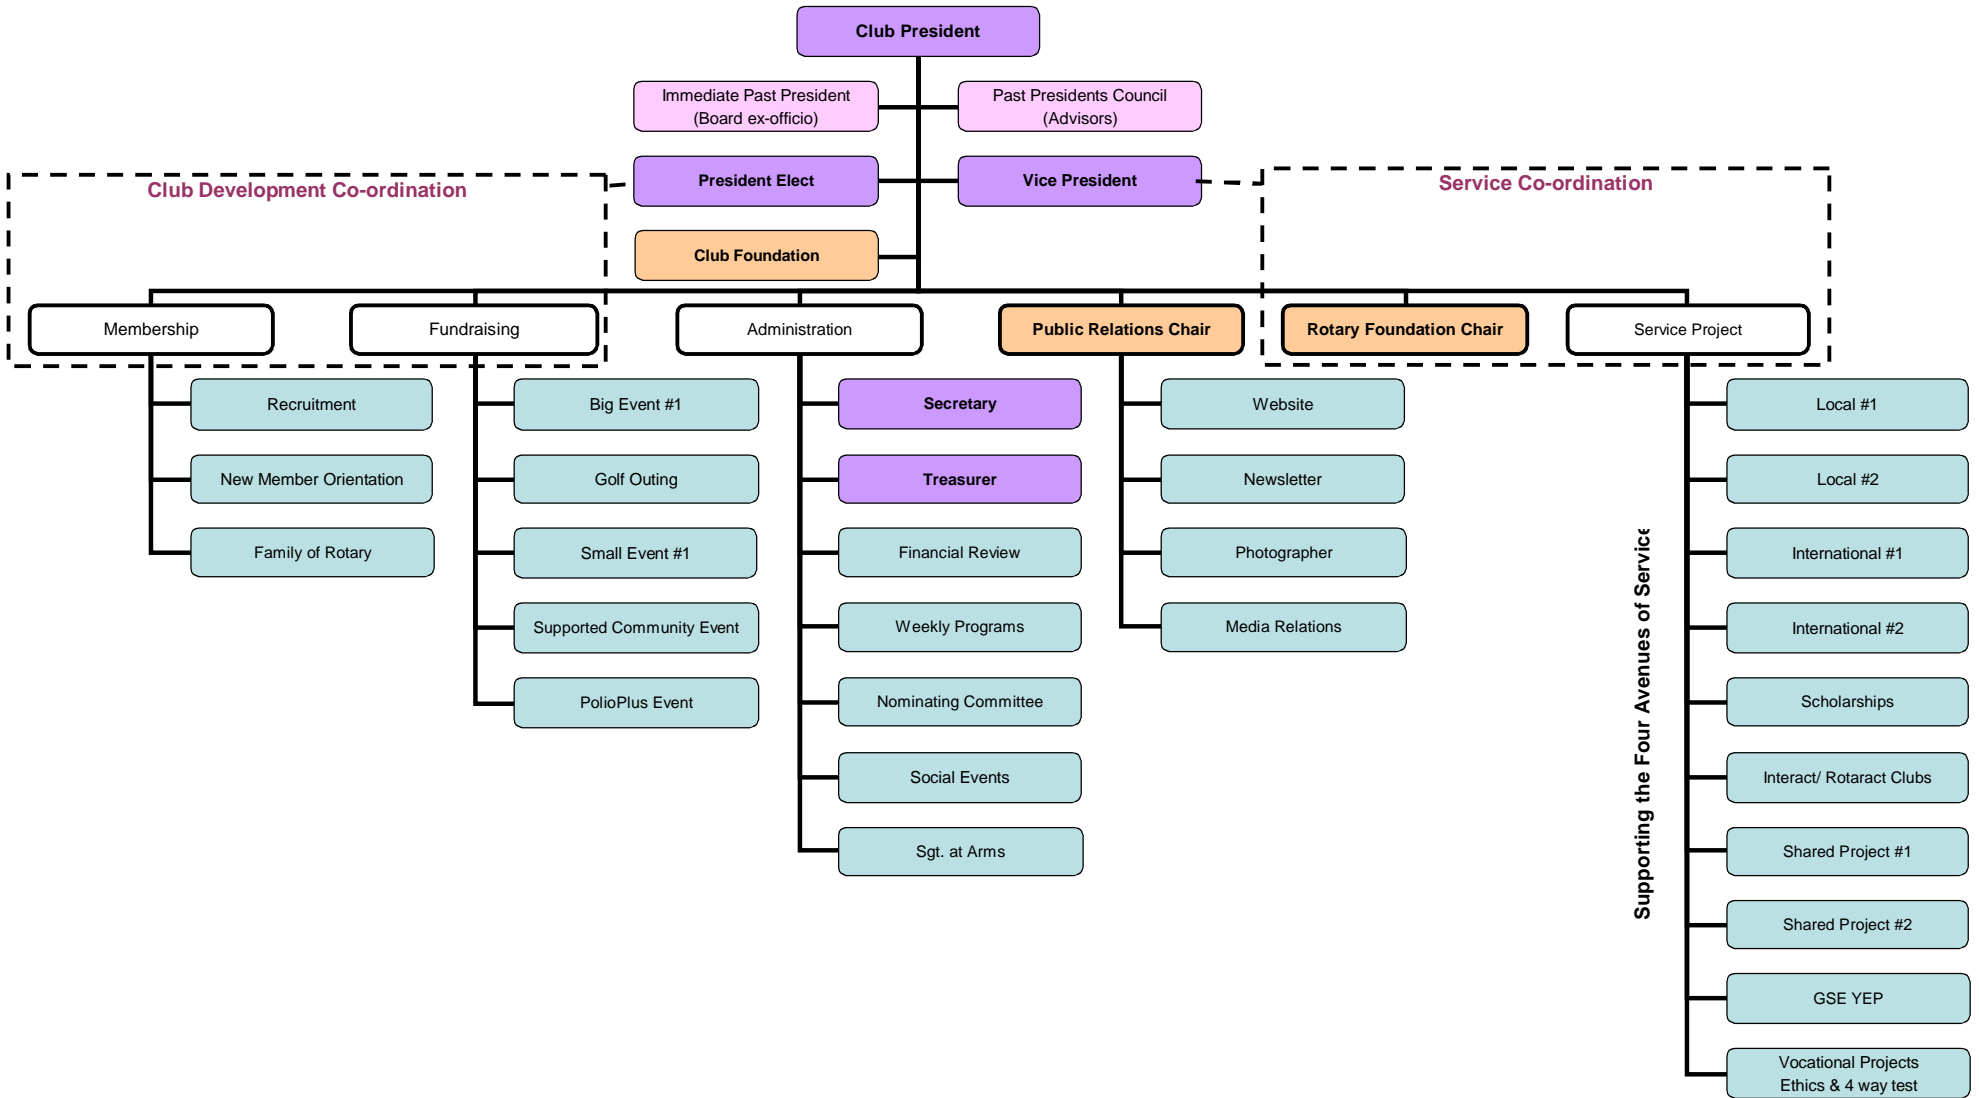 Club President
Immediate Past President
(Board ex-officio)
Past Presidents Council
(Advisors)
President Elect
Vice President
Club Development Co-ordination
Service Co-ordination
Club Foundation
Membership
Fundraising
Administration
Public Relations Chair
Rotary Foundation Chair
Service Project
Recruitment
New Member Orientation
Family of Rotary
Big Event #1
Golf Outing
Small Event #1
Supported Community Event
PolioPlus Event
Secretary
Treasurer
Financial Review
Weekly Programs
Nominating Committee
Social Events
Sgt. at Arms
Website
Newsletter
Photographer
Media Relations
Supporting the Four Avenues of Service
Local #1
Local #2
International #1
International #2
Scholarships
Interact/ Rotaract Clubs
Shared Project #1
Shared Project #2
GSE YEP
Vocational Projects
Ethics & 4 way test